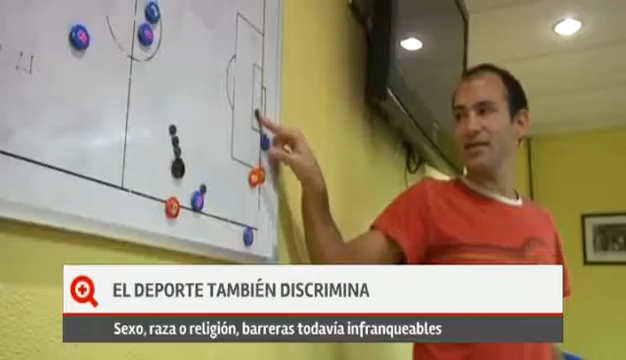 EL DEPORTE TAMBIÉN DISCRIMINA
Sexo, raza o religión, barreras todavía infranqueables